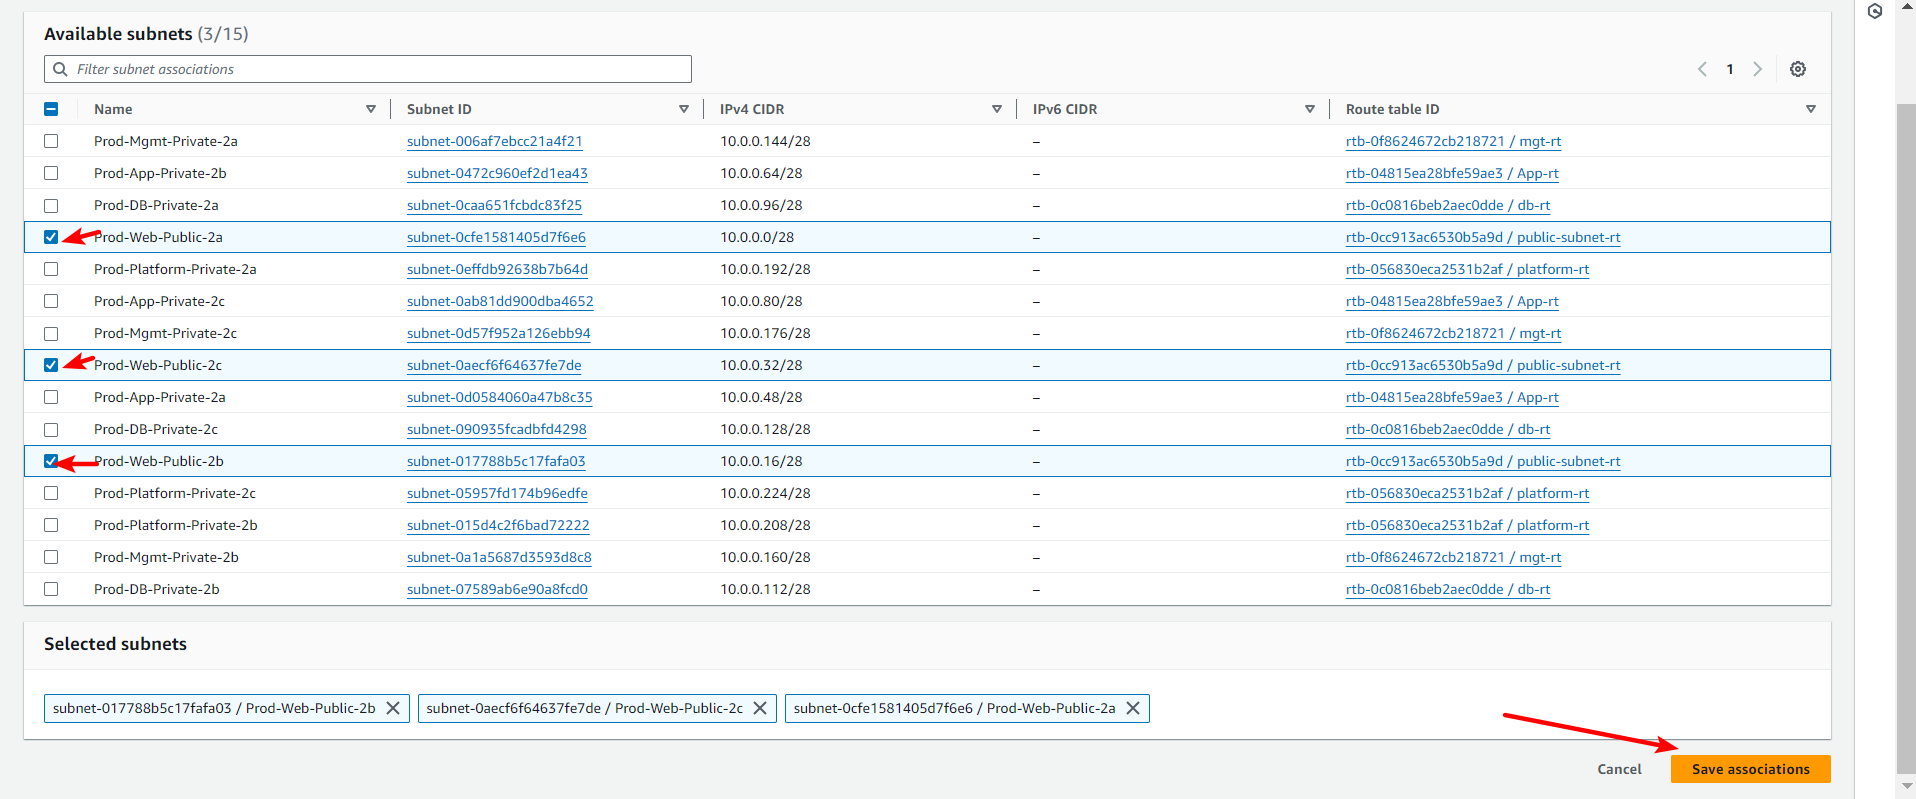 Available subnets (3/15)
Filter subnet associations
1
Name Subnet ID IPv4 CIDR IPv6 CIDR Route table ID
Prod-Mgmt-Private-2a subnet-006af7ebcc21a4f21 10.0.0.144/28 – rtb-0f8624672cb218721 / mgt-rt
Prod-App-Private-2b subnet-0472c960ef2d1ea43 10.0.0.64/28 – rtb-04815ea28bfe59ae3 / App-rt
Prod-DB-Private-2a subnet-0caa651fcbdc83f25 10.0.0.96/28 – rtb-0c0816beb2aec0dde / db-rt
Prod-Web-Public-2a subnet-0cfe1581405d7f6e6 10.0.0.0/28 – rtb-0cc913ac6530b5a9d / public-subnet-rt
Prod-Platform-Private-2a subnet-0effdb92638b7b64d 10.0.0.192/28 – rtb-056830eca2531b2af / platform-rt
Prod-App-Private-2c subnet-0ab81dd900dba4652 10.0.0.80/28 – rtb-04815ea28bfe59ae3 / App-rt
Prod-Mgmt-Private-2c subnet-0d57f952a126ebb94 10.0.0.176/28 – rtb-0f8624672cb218721 / mgt-rt
Prod-Web-Public-2c subnet-0aecf6f64637fe7de 10.0.0.32/28 – rtb-0cc913ac6530b5a9d / public-subnet-rt
Prod-App-Private-2a subnet-0d0584060a47b8c35 10.0.0.48/28 – rtb-04815ea28bfe59ae3 / App-rt
Prod-DB-Private-2c subnet-090935fcadbfd4298 10.0.0.128/28 – rtb-0c0816beb2aec0dde / db-rt
Prod-Web-Public-2b subnet-017788b5c17fafa03 10.0.0.16/28 – rtb-0cc913ac6530b5a9d / public-subnet-rt
Prod-Platform-Private-2c subnet-05957fd174b96edfe 10.0.0.224/28 – rtb-056830eca2531b2af / platform-rt
Prod-Platform-Private-2b subnet-015d4c2f6bad72222 10.0.0.208/28 – rtb-056830eca2531b2af / platform-rt
Prod-Mgmt-Private-2b subnet-0a1a5687d3593d8c8 10.0.0.160/28 – rtb-0f8624672cb218721 / mgt-rt
Prod-DB-Private-2b subnet-07589ab6e90a8fcd0 10.0.0.112/28 – rtb-0c0816beb2aec0dde / db-rt
Selected subnets
subnet-017788b5c17fafa03 / Prod-Web-Public-2b subnet-0aecf6f64637fe7de / Prod-Web-Public-2c subnet-0cfe1581405d7f6e6 / Prod-Web-Public-2a
Cancel Save associations